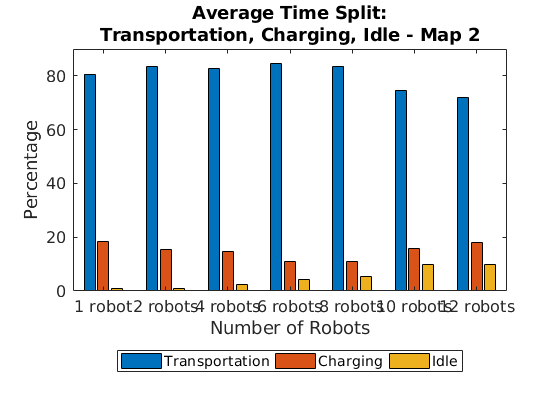 Average Time Split:
Transportation, Charging, Idle - Map 2
80
60
40
20
0
Percentage
1 robot 2 robots 4 robots 6 robots 8 robots 10 robots 12 robots
Number of Robots
Transportation Charging Idle